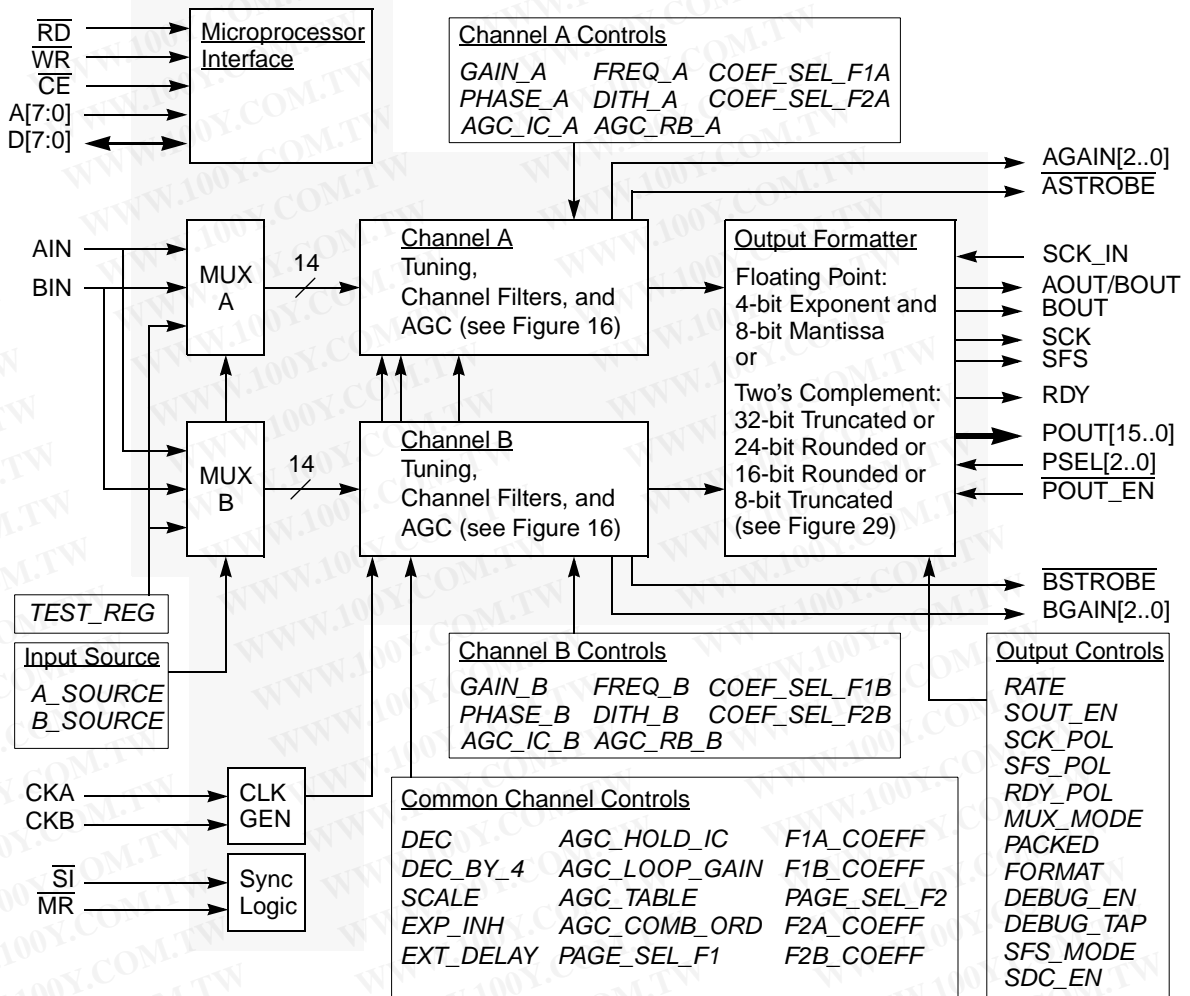 RD
WR
CE
A[7:0]
D[7:0]
Microprocessor
Interface
Channel A Controls
GAIN_A FREQ_A COEF_SEL_F1A
PHASE_A DITH_A COEF_SEL_F2A
AGC_IC_A AGC_RB_A
AGAIN[2..0]
ASTROBE
AIN
BIN
MUX
A
14
Channel A
Tuning,
Channel Filters, and
AGC (see Figure 16)
MUX
B
14
Channel B
Tuning,
Channel Filters, and
AGC (see Figure 16)
Output Formatter
Floating Point:
4-bit Exponent and
8-bit Mantissa
or
Two's Complement:
32-bit Truncated or
24-bit Rounded or
16-bit Rounded or
8-bit Truncated
(see Figure 29)
SCK_IN
AOUT/BOUT
BOUT
SCK
SFS
RDY
POUT[15..0]
PSEL[2..0]
POUT_EN
BSTROBE
BGAIN[2..0]
TEST_REG
Input Source
A_SOURCE
B_SOURCE
Channel B Controls
GAIN_B FREQ_B COEF_SEL_F1B
PHASE_B DITH_B COEF_SEL_F2B
AGC_IC_B AGC_RB_B
Output Controls
RATE
SOUT_EN
SCK_POL
SFS_POL
RDY_POL
MUX_MODE
PACKED
FORMAT
DEBUG_EN
DEBUG_TAP
SFS_MODE
SDC_EN
CKA
CKB
CLK
GEN
SI
MR
Sync
Logic
Common Channel Controls
DEC AGC_HOLD_IC F1A_COEFF
DEC_BY_4 AGC_LOOP_GAIN F1B_COEFF
SCALE AGC_TABLE PAGE_SEL_F2
EXP_INH AGC_COMB_ORD F2A_COEFF
EXT_DELAY PAGE_SEL_F1 F2B_COEFF
WWW.100Y.COM.TW